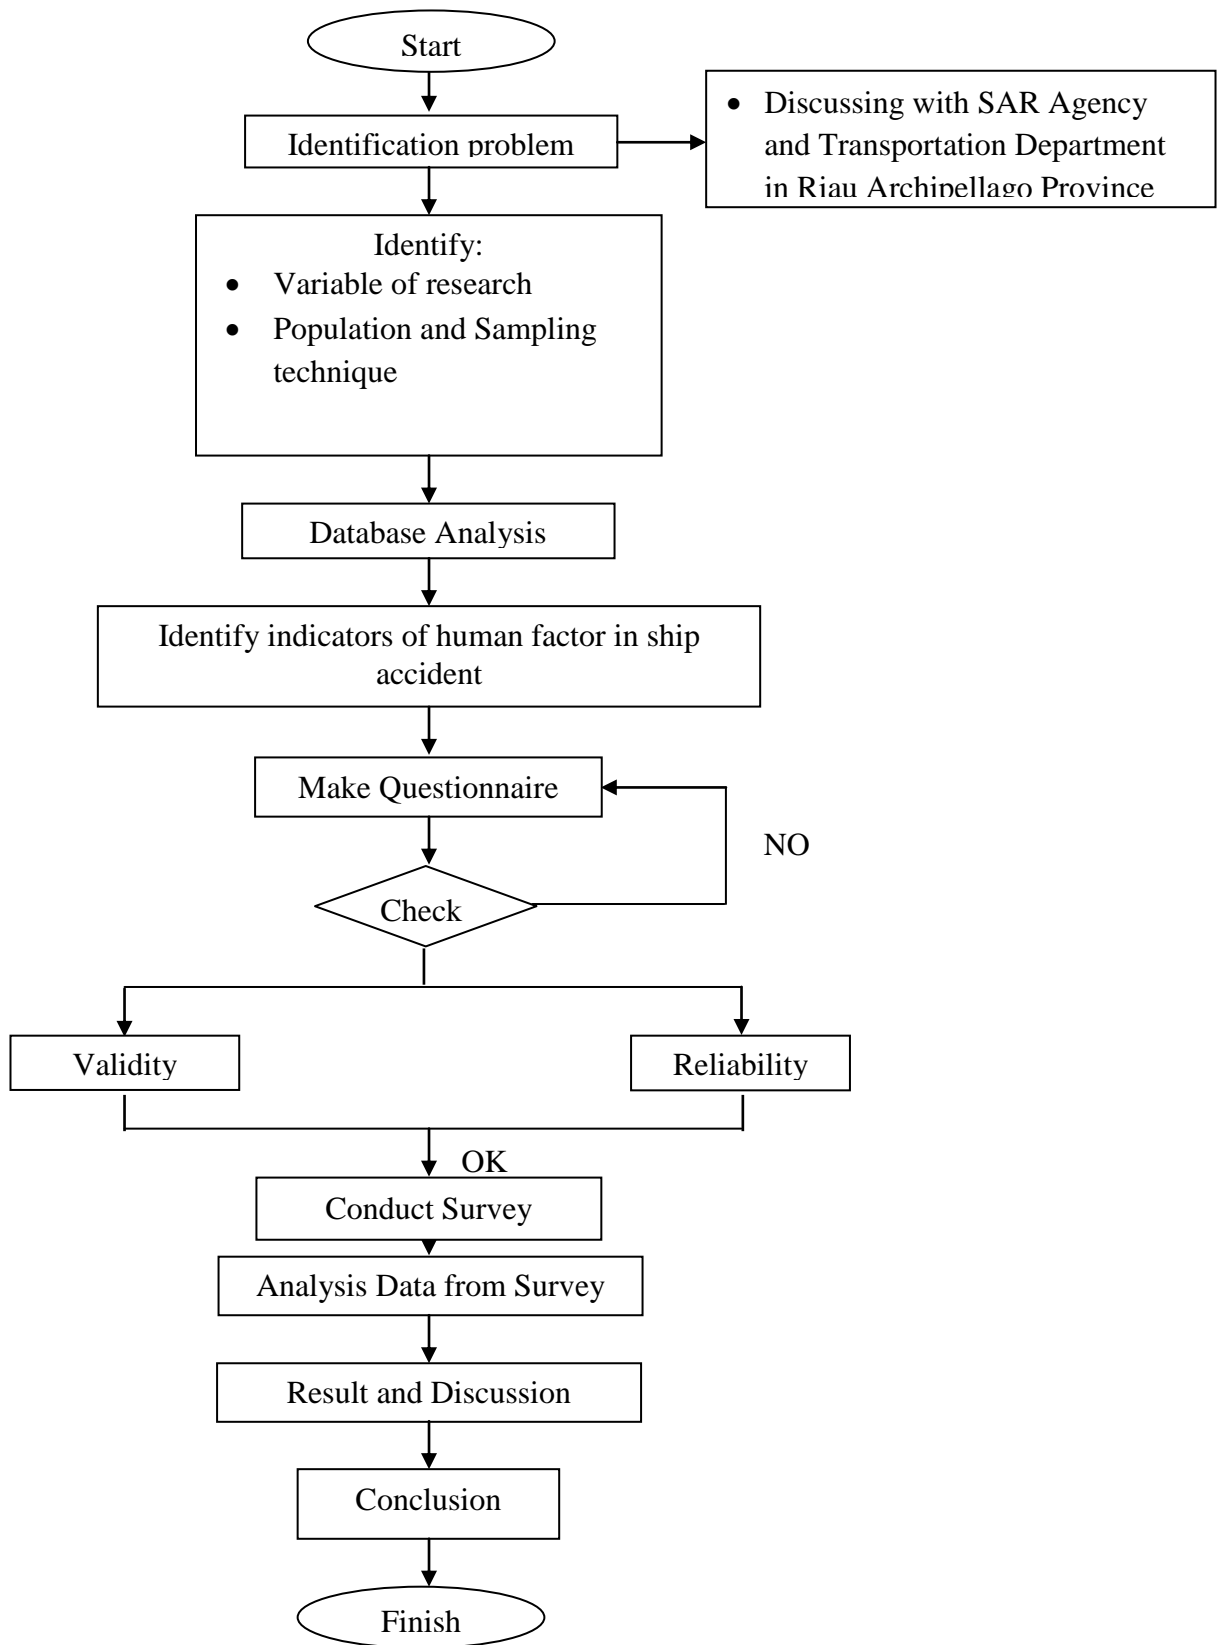 Start
Identification problem
• Discussing with SAR Agency
and Transportation Department
in Riau Archipellago Province
Identify:
• Variable of research
• Population and Sampling
technique
Database Analysis
Identify indicators of human factor in ship
accident
Make Questionnaire
NO
Check
Validity
Reliability
OK
Conduct Survey
Analysis Data from Survey
Result and Discussion
Conclusion
Finish